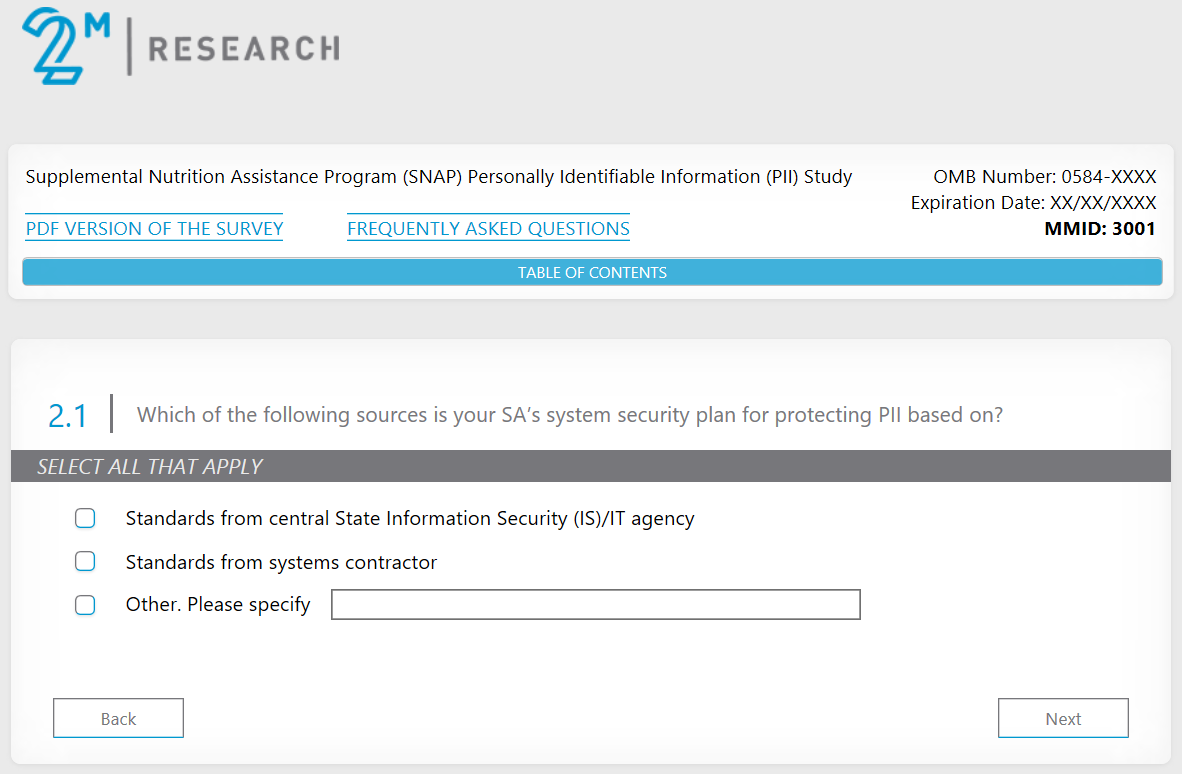 2M RESEARCH
Supplemental Nutrition Assistance Program (SNAP) Personally Identifiable Information (PII) Study
OMB Number: 0584-XXXX
Expiration Date: XX/XX/XXXX
PDF VERSION OF THE SURVEY
FREQUENTLY ASKED QUESTIONS
MMID: 3001
TABLE OF CONTENTS
2.1 Which of the following sources is your SA’s system security plan for protecting PII based on?
SELECT ALL THAT APPLY
Standards from central State Information Security (IS)/IT agency
Standards from systems contractor
Other. Please specify
Back
Next